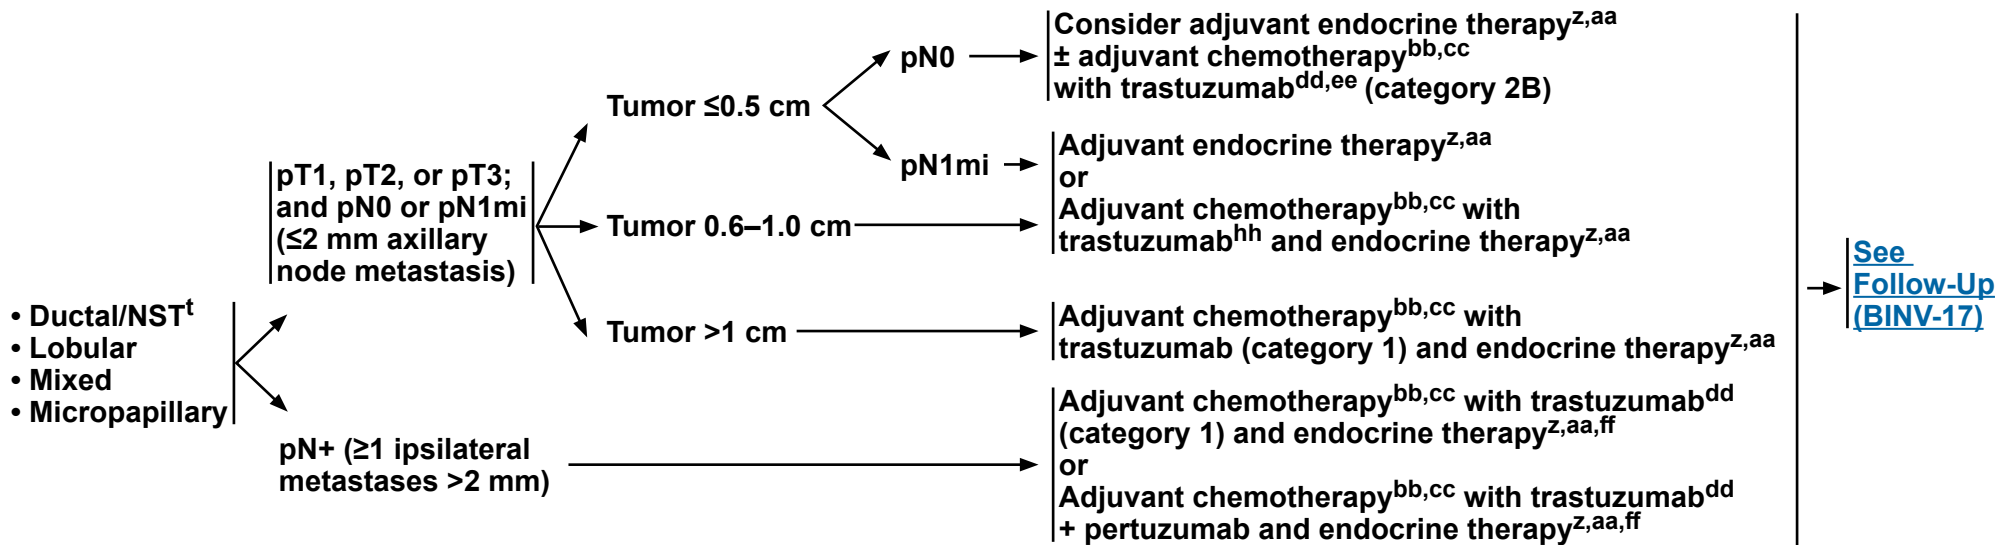 • Ductal/NSTt
• Lobular
• Mixed
• Micropapillary
pT1, pT2, or pT3;
and pN0 or pN1mi
(≤2 mm axillary
node metastasis)
pN+ (≥1 ipsilateral
metastases >2 mm)
Tumor ≤0.5 cm
Tumor 0.6–1.0 cm
Tumor >1 cm
pN0
pN1mi
Consider adjuvant endocrine therapyz,aa
± adjuvant chemotherapybb,cc
with trastuzumabdd,ee (category 2B)
Adjuvant endocrine therapyz,aa
or
Adjuvant chemotherapybb,cc with
trastuzumabhh and endocrine therapyz,aa
Adjuvant chemotherapybb,cc with
trastuzumab (category 1) and endocrine therapyz,aa
Adjuvant chemotherapybb,cc with trastuzumabdd
(category 1) and endocrine therapyz,aa,ff
or
Adjuvant chemotherapybb,cc with trastuzumabdd
+ pertuzumab and endocrine therapyz,aa,ff
See
Follow-Up
(BINV-17)